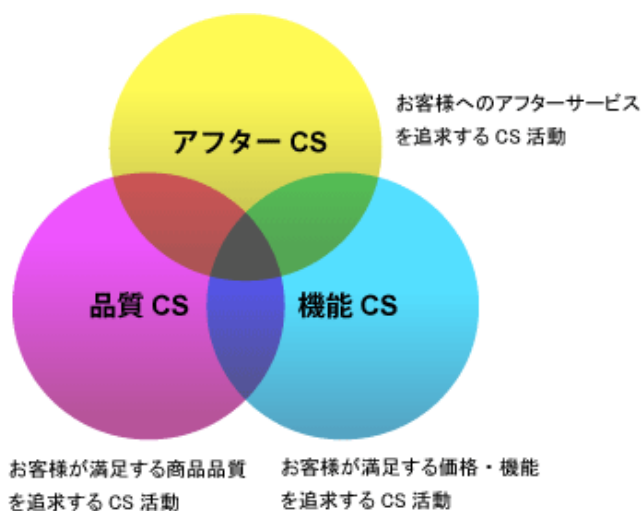 アフター CS
お客様へのアフターサービス
を追求する CS 活動
品質 CS
機能 CS
お客様が満足する商品品質
を追求する CS 活動
お客様が満足する価格・機能
を追求する CS 活動